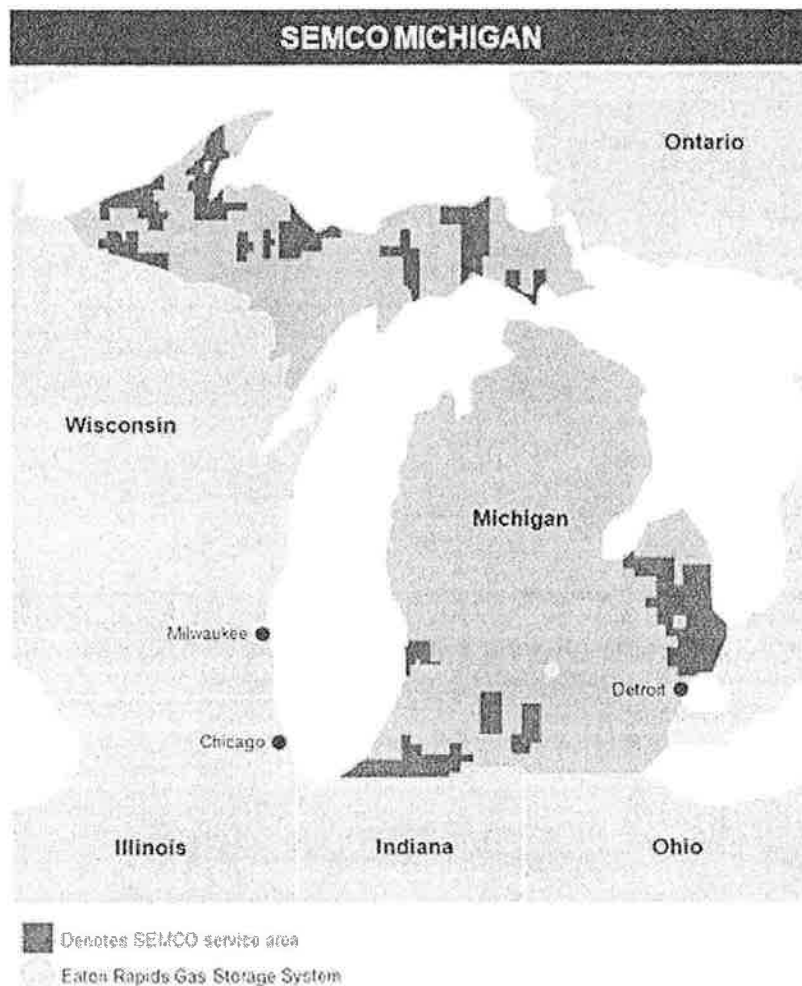 SEMCO MICHIGAN
Ontario
Wisconsin
Michigan
Milwaukee
Detroit
Chicago
Illinois
Indiana
Ohio
Denotes SEMCO service area
Eaton Rapids Gas Storage System